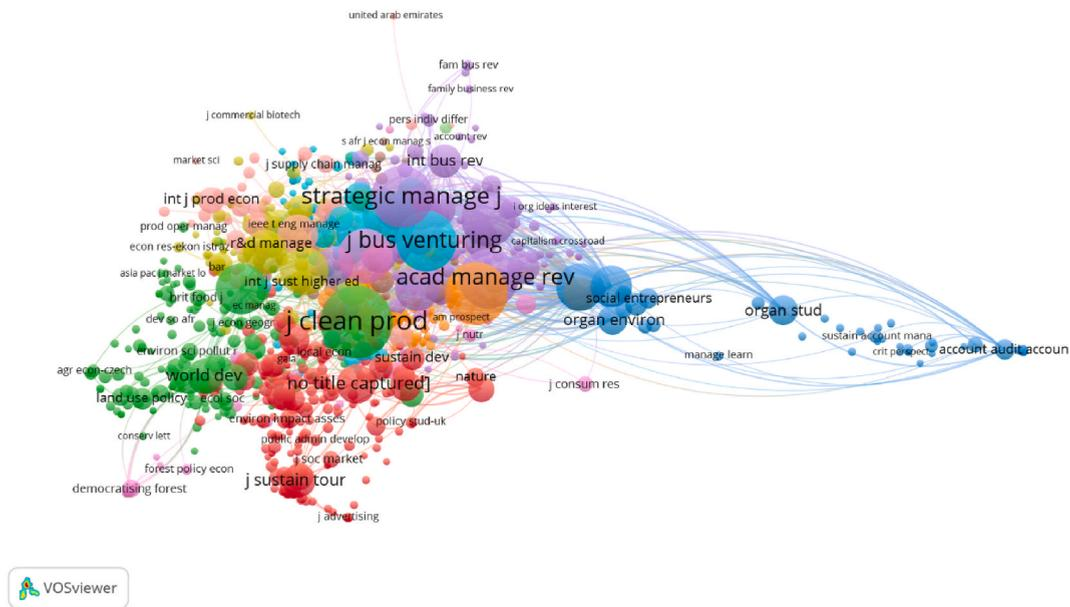 united arab emirates
fam bus rev
family business rev
j commercial biotech
pers indiv differ
s afr j econ manag s
account rev
market sci
j supply chain manag
int bus rev
int j prod econ
strategic manage j
j org ideas interest
prod oper manag
ieee t eng manage
econ res-ekon istraz
r&d manage
j bus venturing
capitalism crossroad
asia pac j market lo
bar
int j sust higher ed
acad manage rev
brit food j
ec manag
social entrepreneurs
dev so afr
j econ geogr
j clean prod
am prospect
organ environ
organ stud
j nutr
sustain account mana
environ sci pollut r
gaia
local econ
sustain dev
manage learn
crit perspect
account audit accoun
agr econ-czech
world dev
no title captured]
nature
j consum res
land use policy
ecol soc
environ impact asses
policy stud-uk
conserv lett
public admin develop
j soc market
forest policy econ
democratising forest
j sustain tour
j advertising
VOSviewer